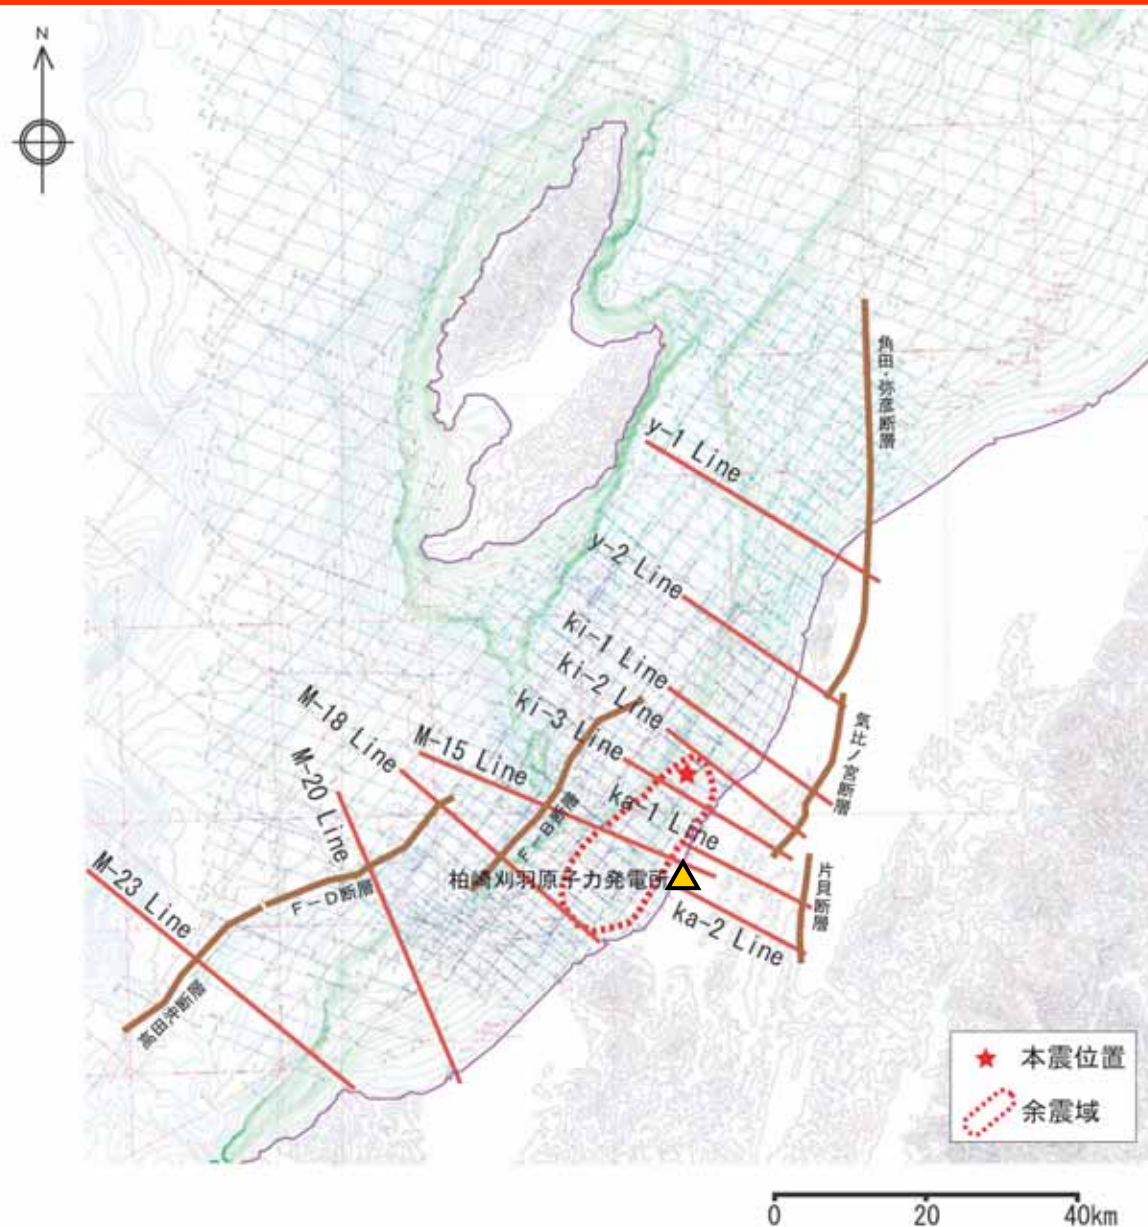 N
角田・弥彦断層
y-1 Line
y-2 Line
ki-1 Line
ki-2 Line
ki-3 Line
M-18 Line
M-15 Line
M-20 Line
気比ノ宮断層
ka-1 Line
F-B断層
M-23 Line
F-D断層
柏崎刈羽原子力発電所
片貝断層
ka-2 Line
高田沖断層
本震位置
余震域
0 20 40km